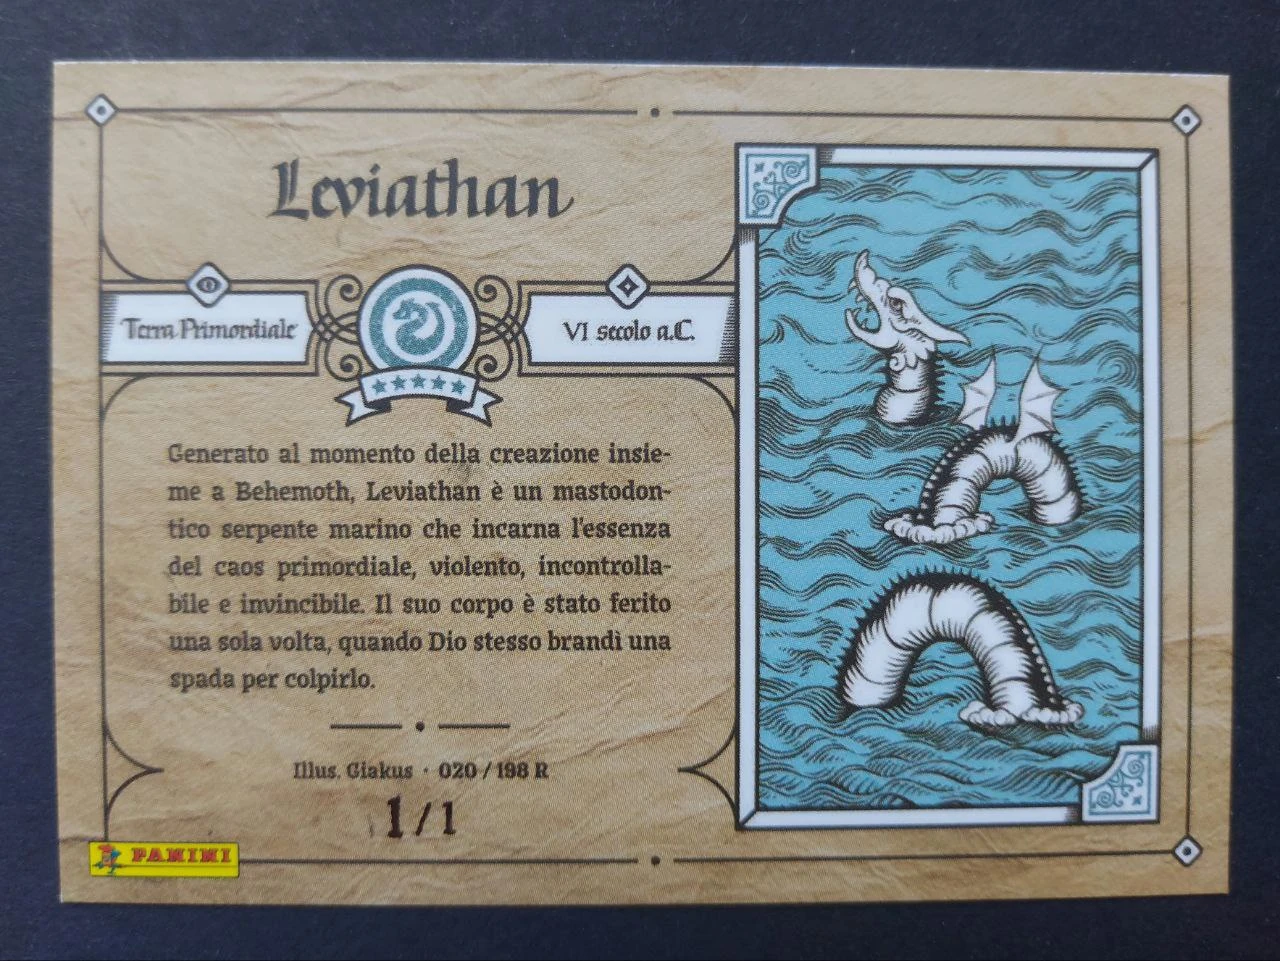 Leviathan
Terra Primordiale
VI secolo a.C.
Generato al momento della creazione insie-
me a Behemoth, Leviathan è un mastodon-
tico serpente marino che incarna l'essenza
del caos primordiale, violento, incontrolla-
bile e invincibile. Il suo corpo è stato ferito
una sola volta, quando Dio stesso brandì una
spada per colpirlo.
Illus. Giakus · 020 / 198 R
1/1
PANINI